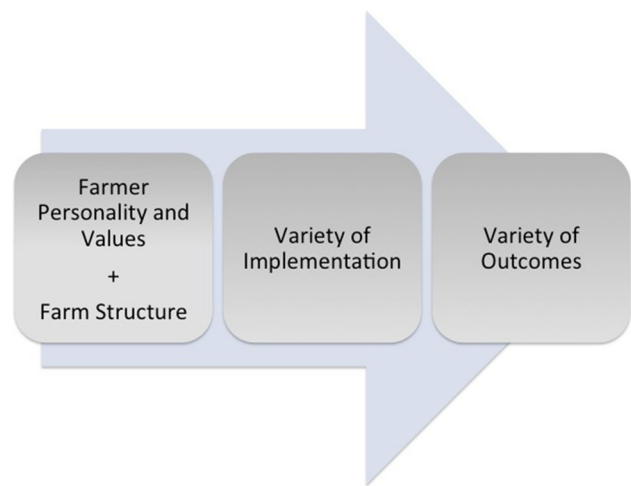 Farmer
Personality and
Values
+
Farm Structure
Variety of
Implementation
Variety of
Outcomes